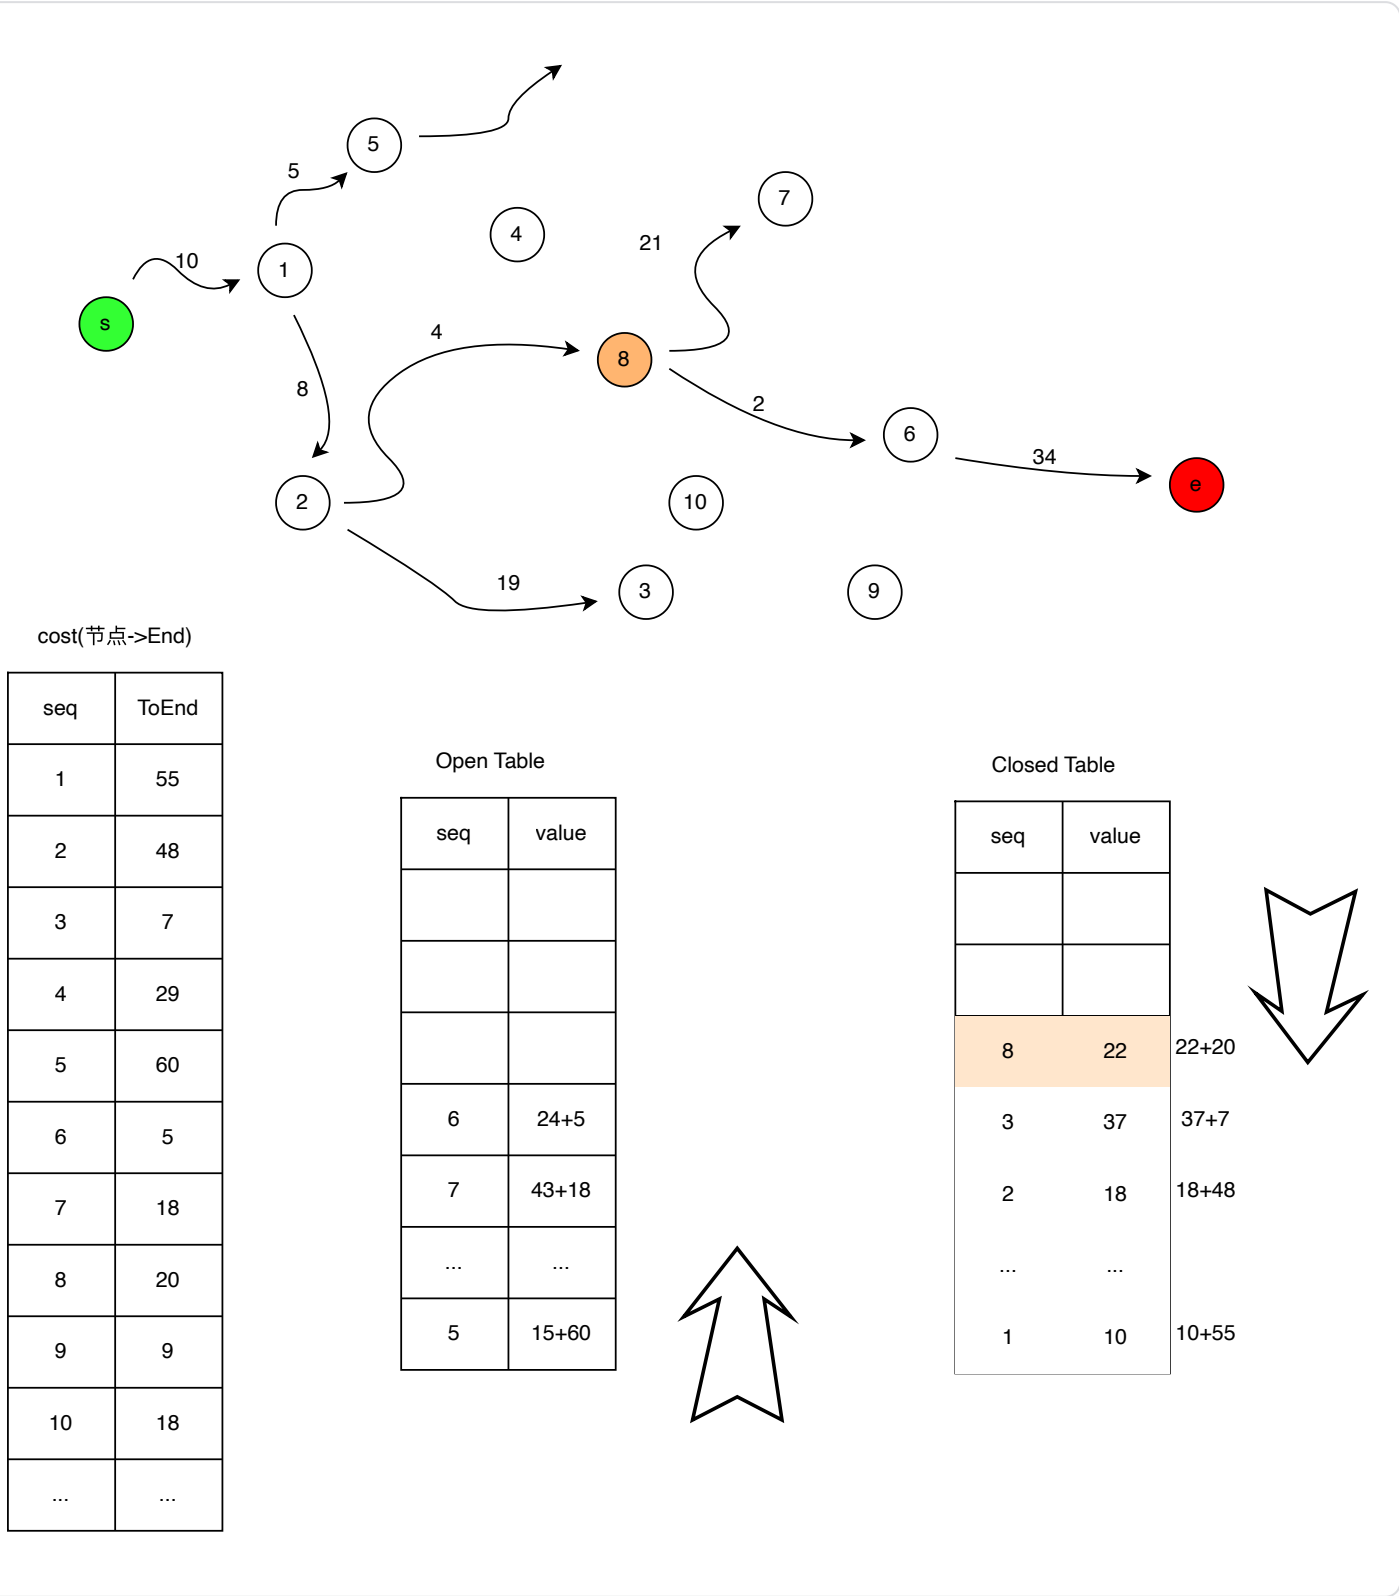 5
5
7
4
21
10
1
s
4
8
8
2
6
34
e
2
10
19
3
9
cost(节点->End)
seq ToEnd
1 55
2 48
3 7
4 29
5 60
6 5
7 18
8 20
9 9
10 18
... ...
Open Table
seq value
6 24+5
7 43+18
... ...
5 15+60
Closed Table
seq value
8 22 22+20
3 37 37+7
2 18 18+48
... ...
1 10 10+55